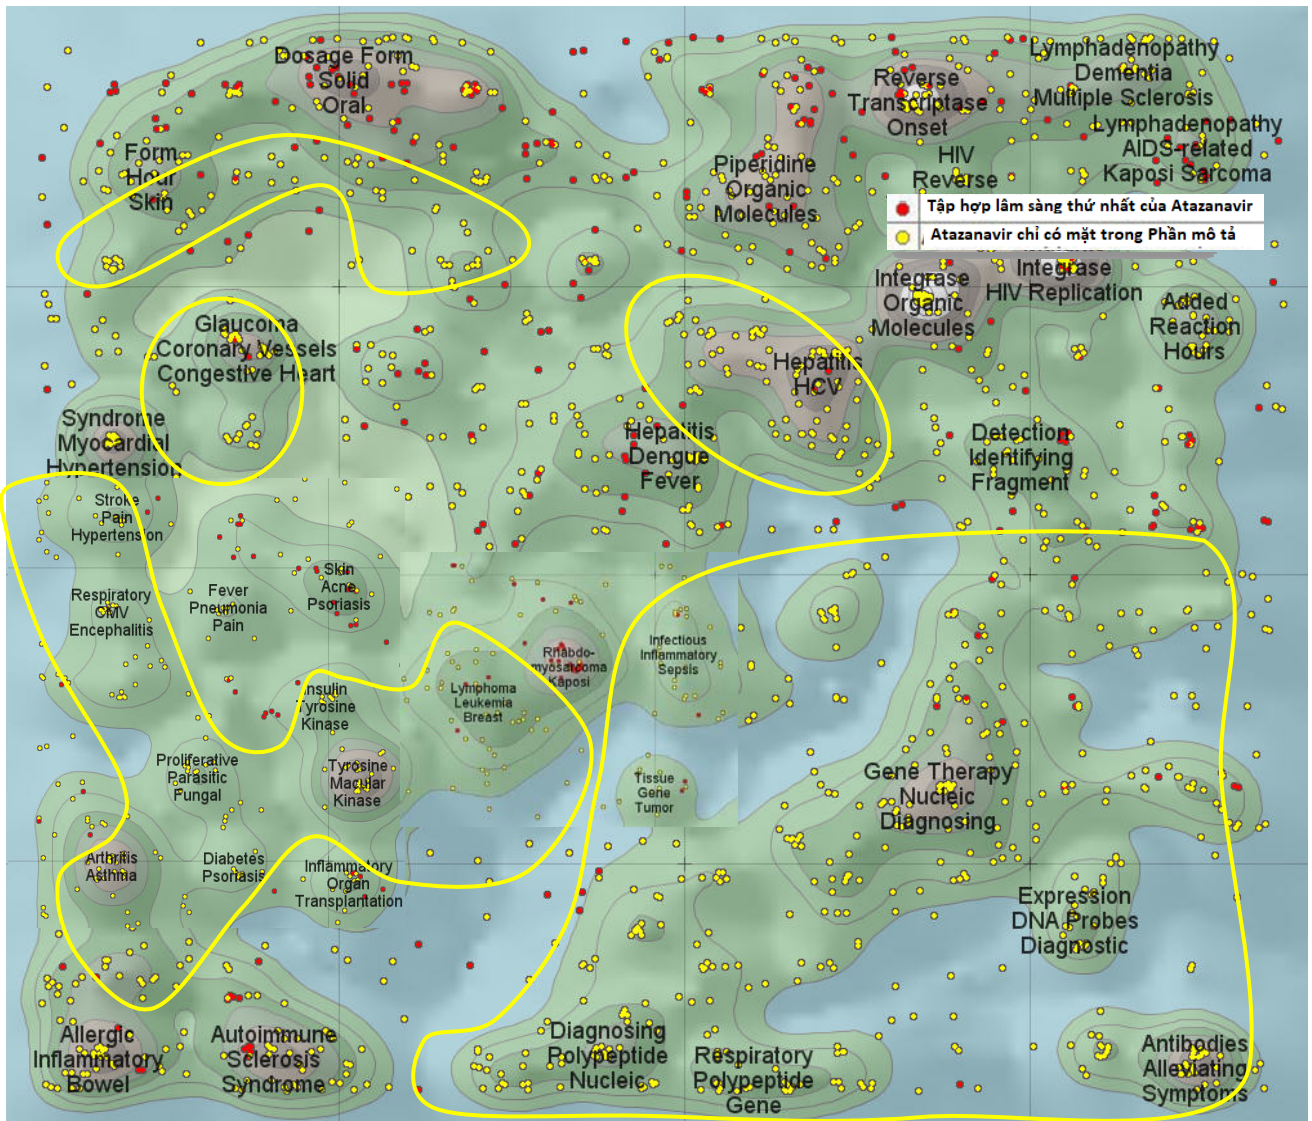 Dosage Form
Solid
Oral
Form
Hour
Skin
Piperidine
Organic
Molecules
Reverse
Transcriptase
Onset
HIV
Reverse
Lymphadenopathy
Dementia
Multiple Sclerosis
Lymphadenopathy
AIDS-related
Kaposi Sarcoma
Tập hợp lâm sàng thứ nhất của Atazanavir
Atazanavir chỉ có mặt trong Phần mô tả
Integrase
Organic
Molecules
Integrase
HIV Replication
Added
Reaction
Hours
Glaucoma
Coronary Vessels
Congestive Heart
Hepatitis
HCV
Syndrome
Myocardial
Hypertension
Hepatitis
Dengue
Fever
Detection
Identifying
Fragment
Stroke
Pain
Hypertension
Respiratory
CMV
Encephalitis
Fever
Pneumonia
Pain
Skin
Acne
Psoriasis
Rhabdo-
myosarcoma
Kaposi
Infectious
Inflammatory
Sepsis
Insulin
Tyrosine
Kinase
Lymphoma
Leukemia
Breast
Proliferative
Parasitic
Fungal
Tyrosine
Macular
Kinase
Tissue
Gene
Tumor
Gene Therapy
Nucleic
Diagnosing
Arthritis
Asthma
Diabetes
Psoriasis
Inflammatory
Organ
Transplantation
Expression
DNA Probes
Diagnostic
Allergic
Inflammatory
Bowel
Autoimmune
Sclerosis
Syndrome
Diagnosing
Polypeptide
Nucleic
Respiratory
Polypeptide
Gene
Antibodies
Alleviating
Symptoms